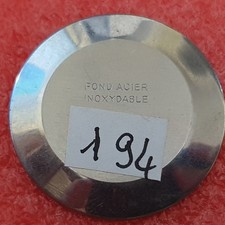 FOND ACIER
INOXYDABLE
194